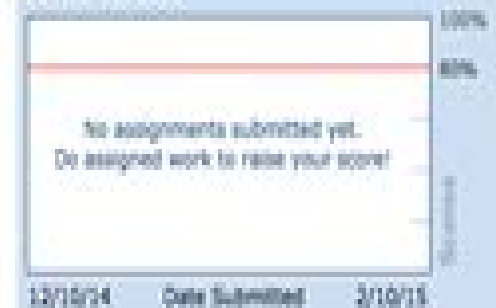 100%
80%
No assignments submitted yet.
Do assigned work to raise your score!
12/10/14 Date Submitted 2/10/15